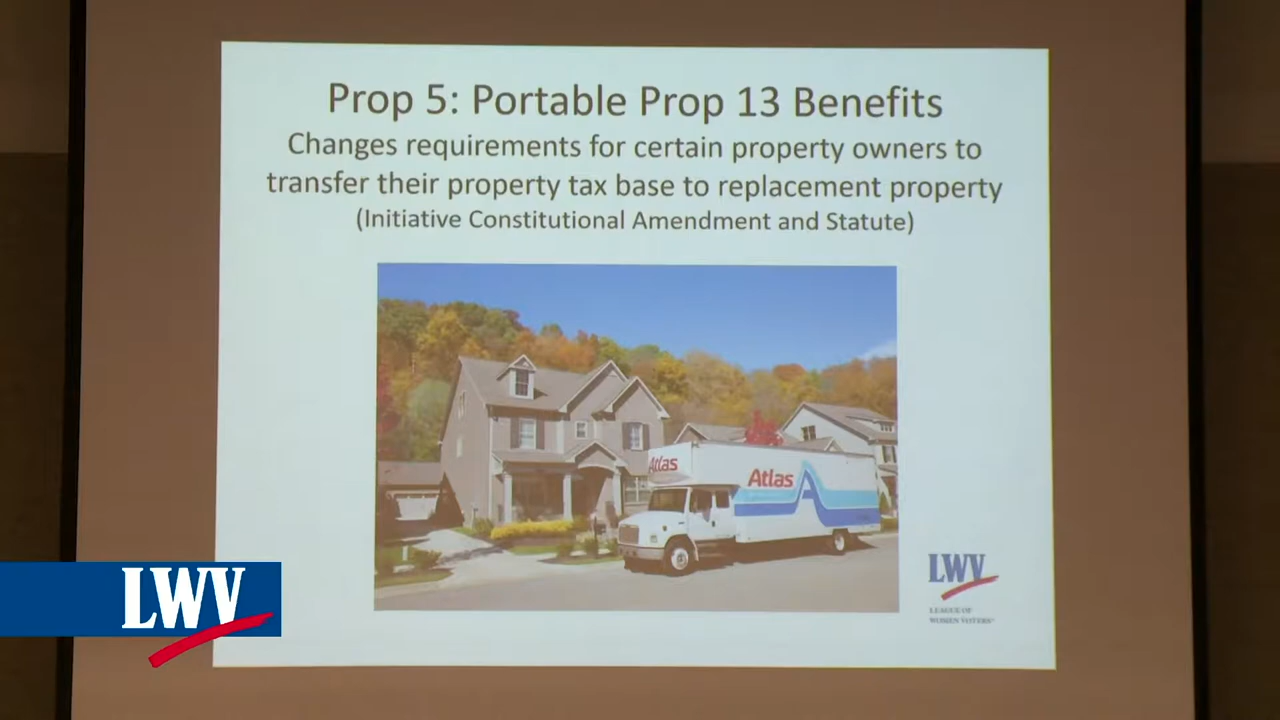 Prop 5: Portable Prop 13 Benefits
Changes requirements for certain property owners to
transfer their property tax base to replacement property
(Initiative Constitutional Amendment and Statute)
Atlas
Atlas
LWV
LEAGUE OF
WOMEN VOTERS
LWV